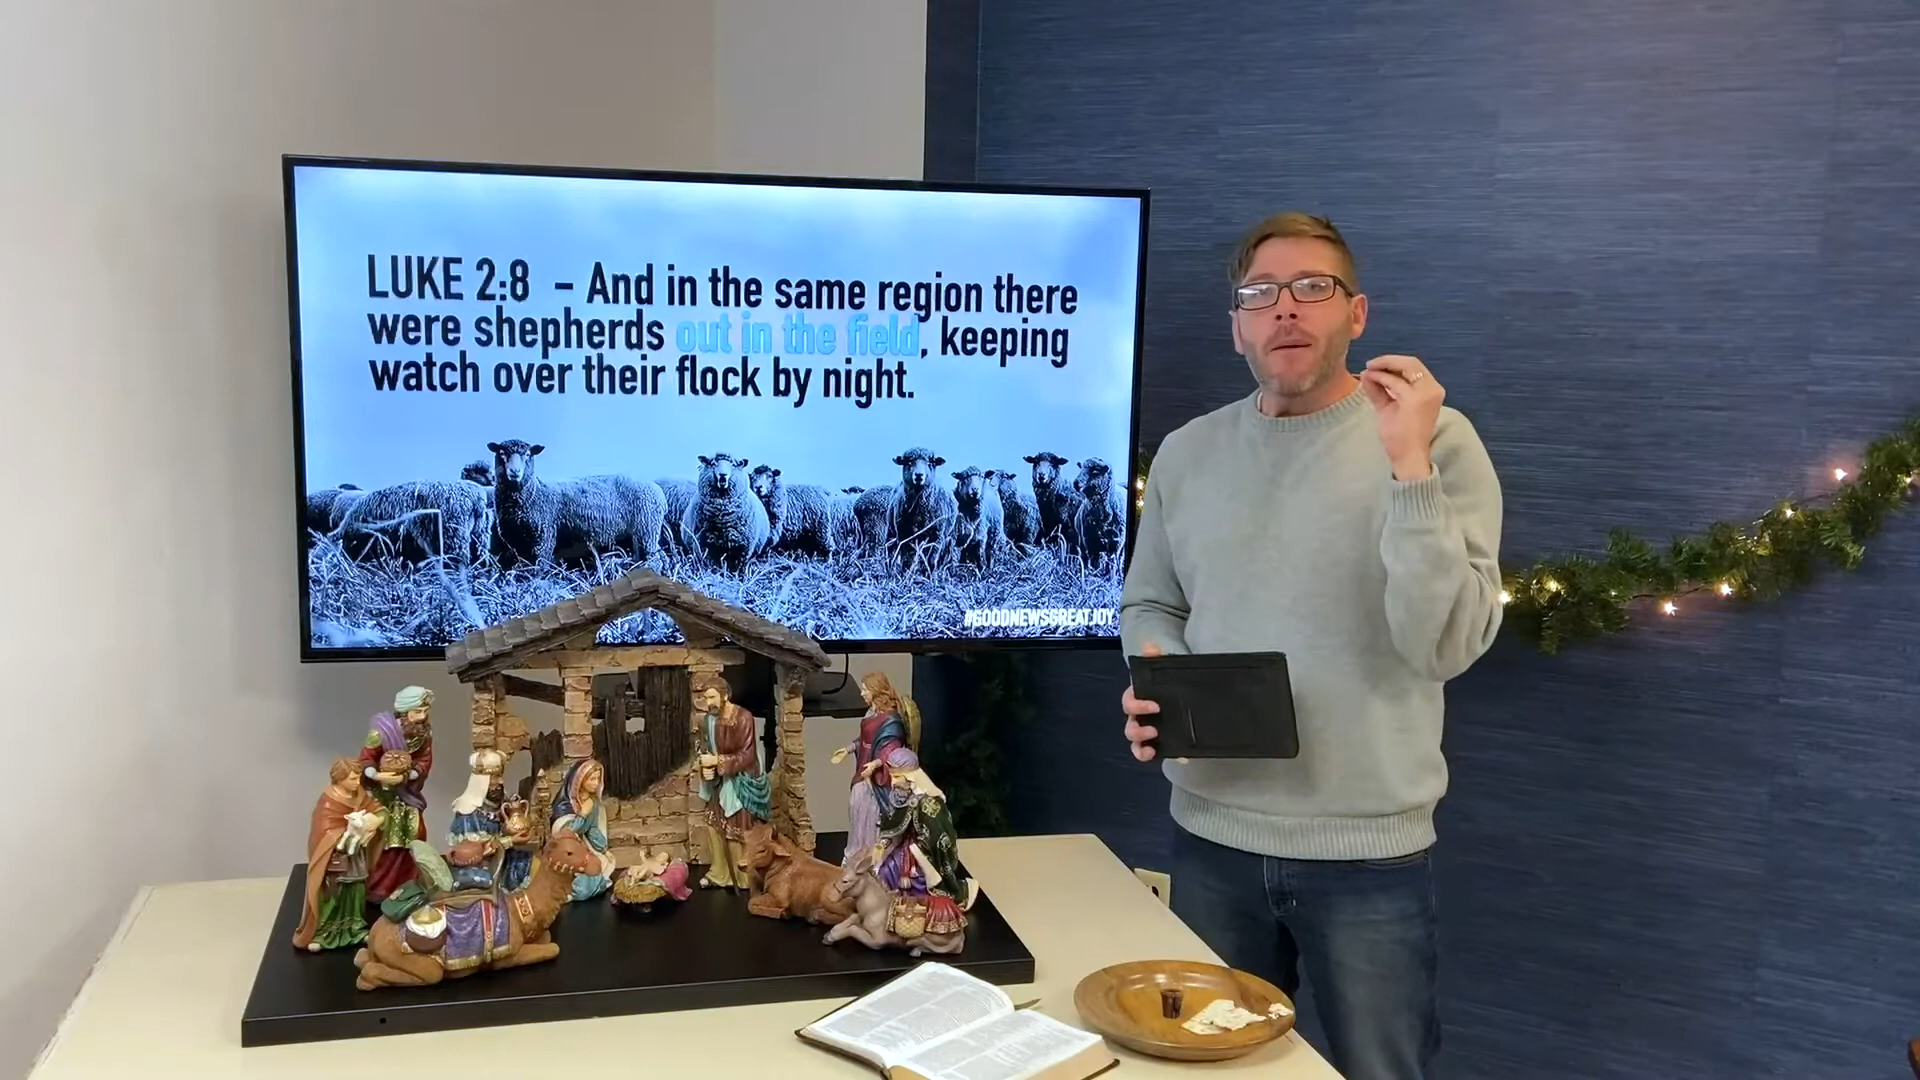 LUKE 2:8 – And in the same region there
were shepherds out in the field, keeping
watch over their flock by night.
#GOODNEWSGREATJOY